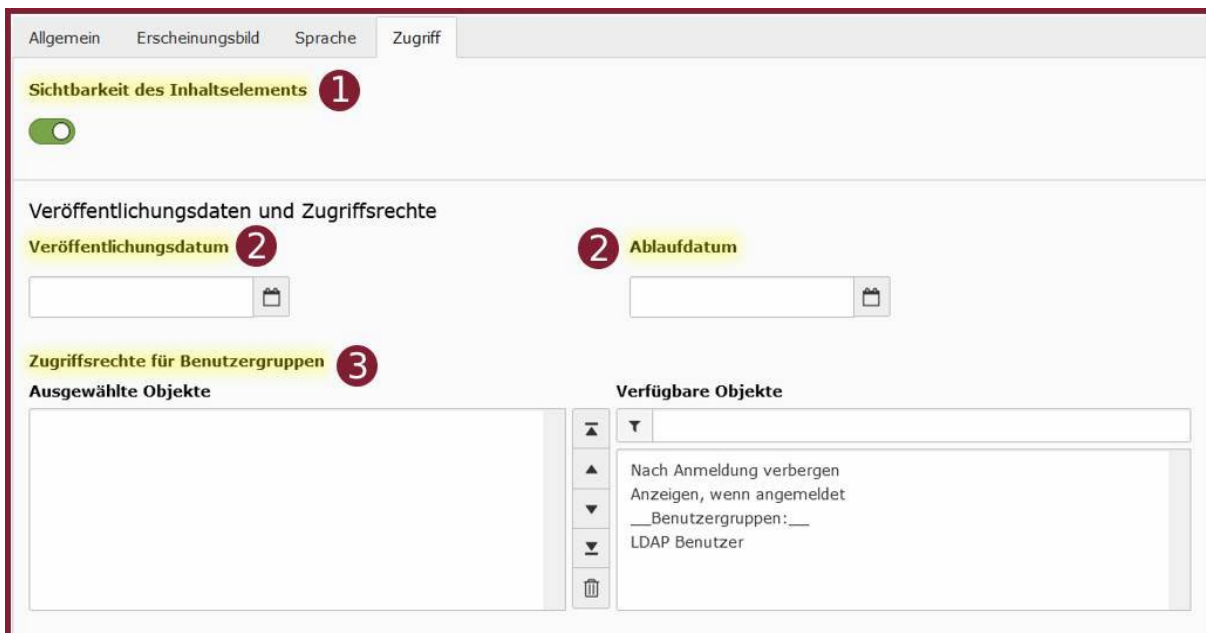 Allgemein Erscheinungsbild Sprache Zugriff
Sichtbarkeit des Inhaltselements 1
Veröffentlichungsdaten und Zugriffsrechte
Veröffentlichungsdatum 2 2 Ablaufdatum
Zugriffsrechte für Benutzergruppen 3
Ausgewählte Objekte Verfügbare Objekte
Nach Anmeldung verbergen
Anzeigen, wenn angemeldet
__Benutzergruppen:__
LDAP Benutzer